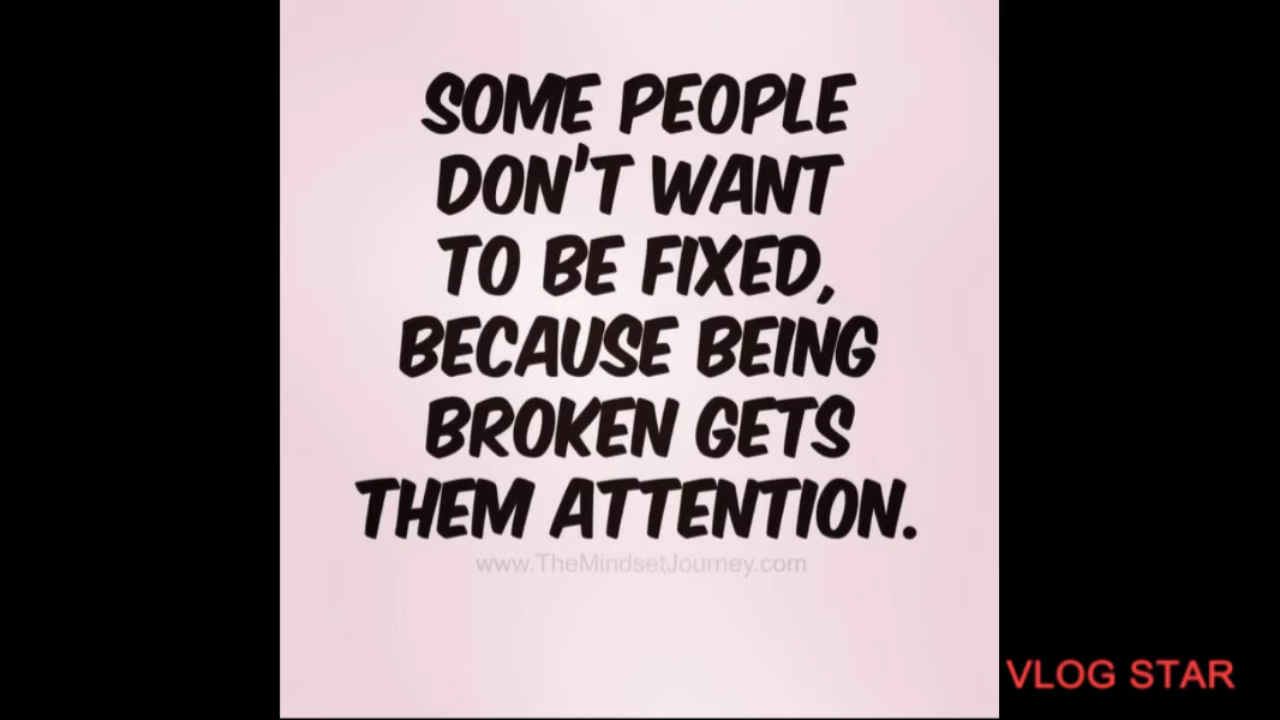 SOME PEOPLE
DON'T WANT
TO BE FIXED,
BECAUSE BEING
BROKEN GETS
THEM ATTENTION.
www.TheMindsetJourney.com
VLOG STAR